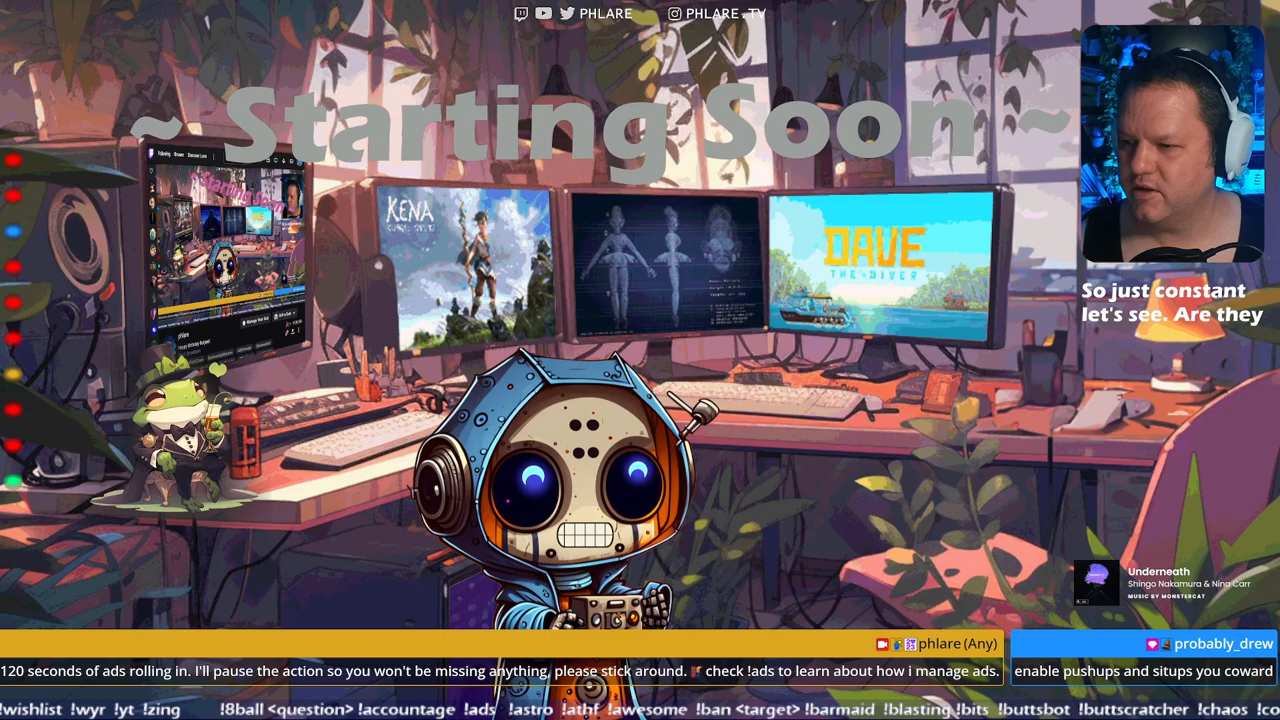 PHLARE PHLARE.TV
~ Starting Soon ~
Starting Soon
KENA
DAVE
THE DIVER
So just constant
let's see. Are they
Underneath
Shingo Nakamura & Nina Carr
MUSIC BY MONSTERCAT
phlare (Any)
120 seconds of ads rolling in. I'll pause the action so you won't be missing anything, please stick around. check !ads to learn about how i manage ads.
probably_drew
enable pushups and situps you coward
!wishlist !wyr !yt !zing !8ball <question> !accountage !ads !astro !athf !awesome !ban <target> !barmaid !blasting !bits !buttsbot !buttscratcher !chaos !co